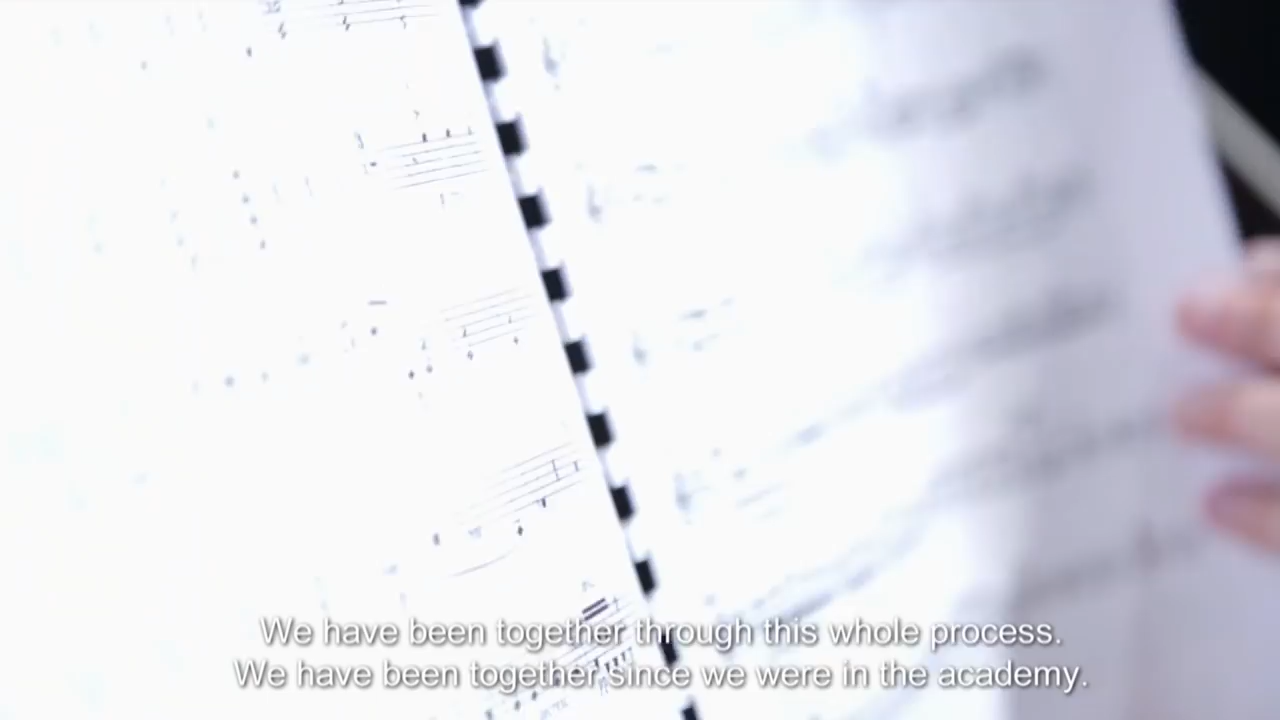 We have been together through this whole process.
We have been together since we were in the academy.